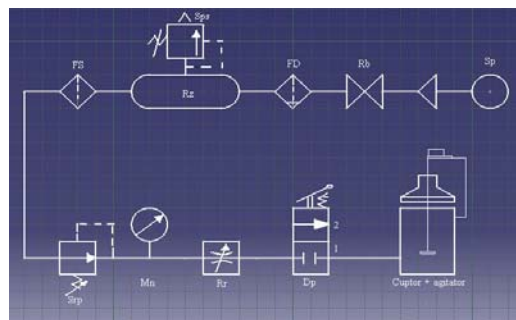 Sps
FS
Rz
FD
Rb
Sp
Srp
Mn
Rr
2
1
Dp
Cuptor + agitator